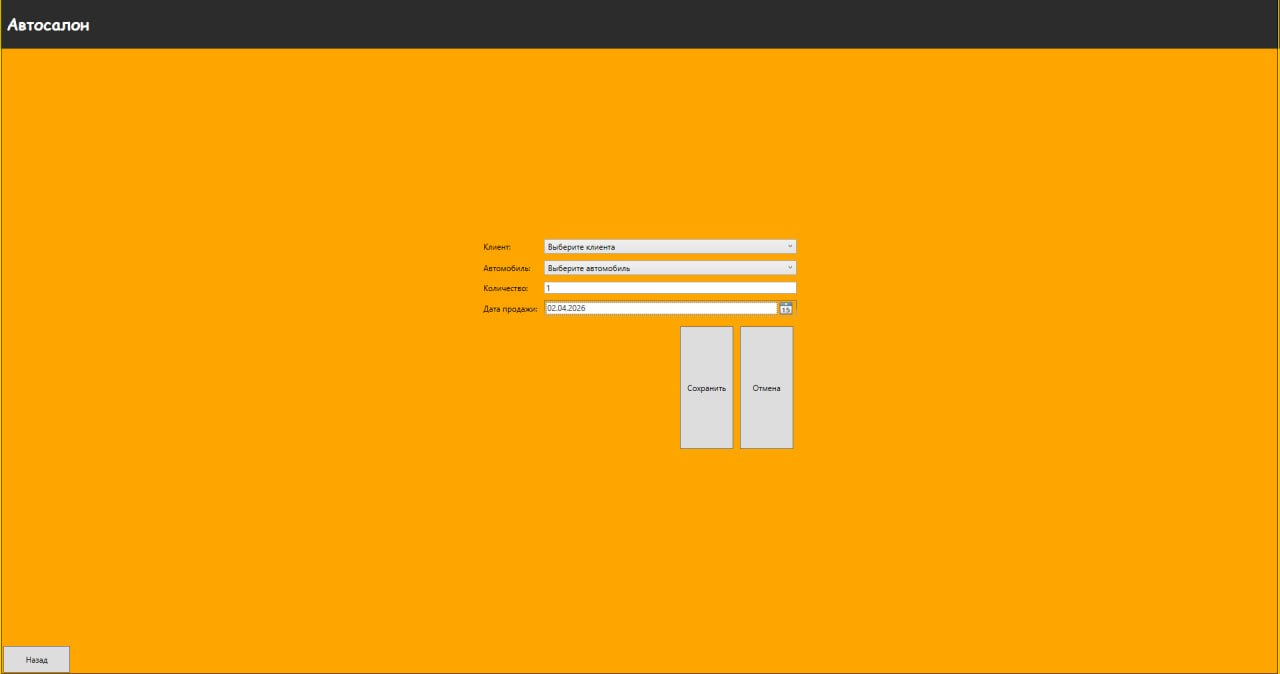 Автосалон
Клиент: Выберите клиента
Автомобиль: Выберите автомобиль
Количество: 1
Дата продажи: 02.04.2026 15
Сохранить Отмена
Назад